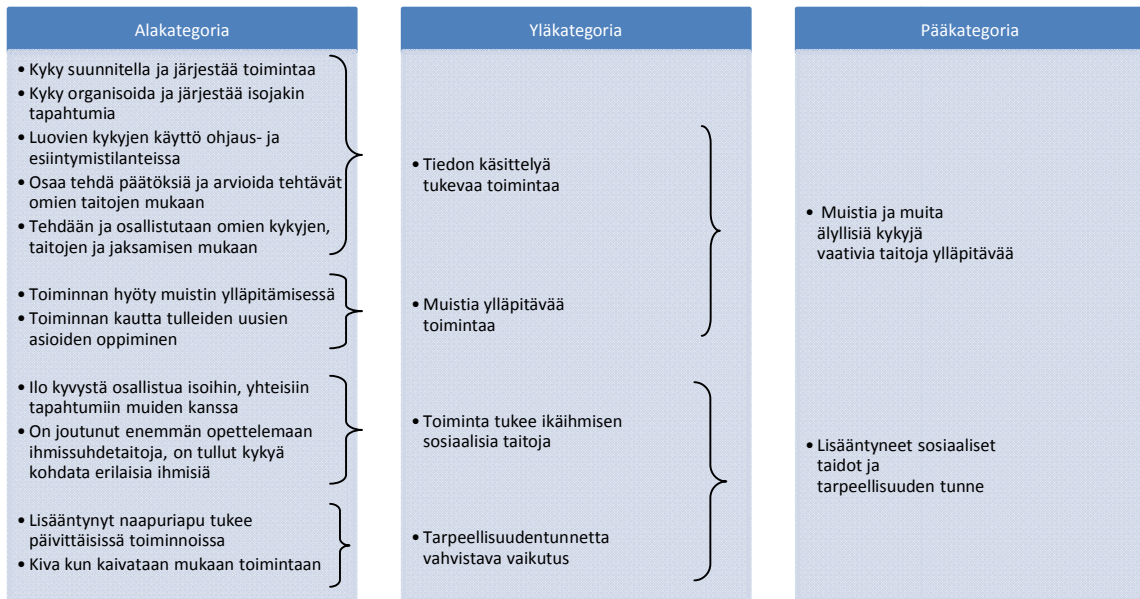 Alakategoria
• Kyky suunnitella ja järjestää toimintaa
• Kyky organisoida ja järjestää isojakin
tapahtumia
• Luovien kykyjen käyttö ohjaus- ja
esiintymistilanteissa
• Osaa tehdä päätöksiä ja arvioida tehtävät
omien taitojen mukaan
• Tehdään ja osallistutaan omien kykyjen,
taitojen ja jaksamisen mukaan
• Toiminnan hyöty muistin ylläpitämisessä
• Toiminnan kautta tulleiden uusien
asioiden oppiminen
• Ilo kyvystä osallistua isoihin, yhteisiin
tapahtumiin muiden kanssa
• On joutunut enemmän opettelemaan
ihmissuhdetaitoja, on tullut kykyä
kohdata erilaisia ihmisiä
• Lisääntynyt naapuriapu tukee
päivittäisissä toiminnoissa
• Kiva kun kaivataan mukaan toimintaan
Yläkategoria
• Tiedon käsittelyä
tukevaa toimintaa
• Muistia ylläpitävää
toimintaa
• Toiminta tukee ikäihmisen
sosiaalisia taitoja
• Tarpeellisuudentunnetta
vahvistava vaikutus
Pääkategoria
• Muistia ja muita
älyllisiä kykyjä
vaativia taitoja ylläpitävää
• Lisääntyneet sosiaaliset
taidot ja
tarpeellisuuden tunne